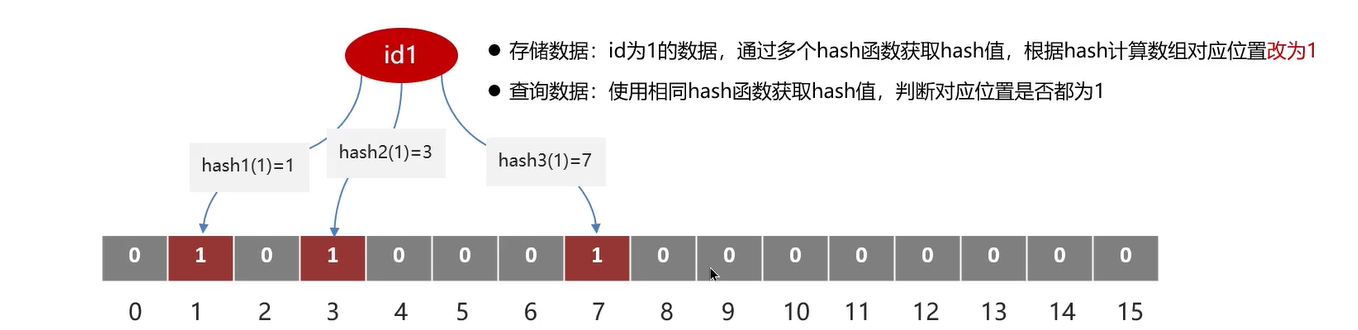 id1
● 存储数据：id为1的数据，通过多个hash函数获取hash值，根据hash计算数组对应位置改为1
● 查询数据：使用相同hash函数获取hash值，判断对应位置是否都为1
hash1(1)=1
hash2(1)=3
hash3(1)=7
0 1 0 1 0 0 0 1 0 0 0 0 0 0 0 0
0 1 2 3 4 5 6 7 8 9 10 11 12 13 14 15